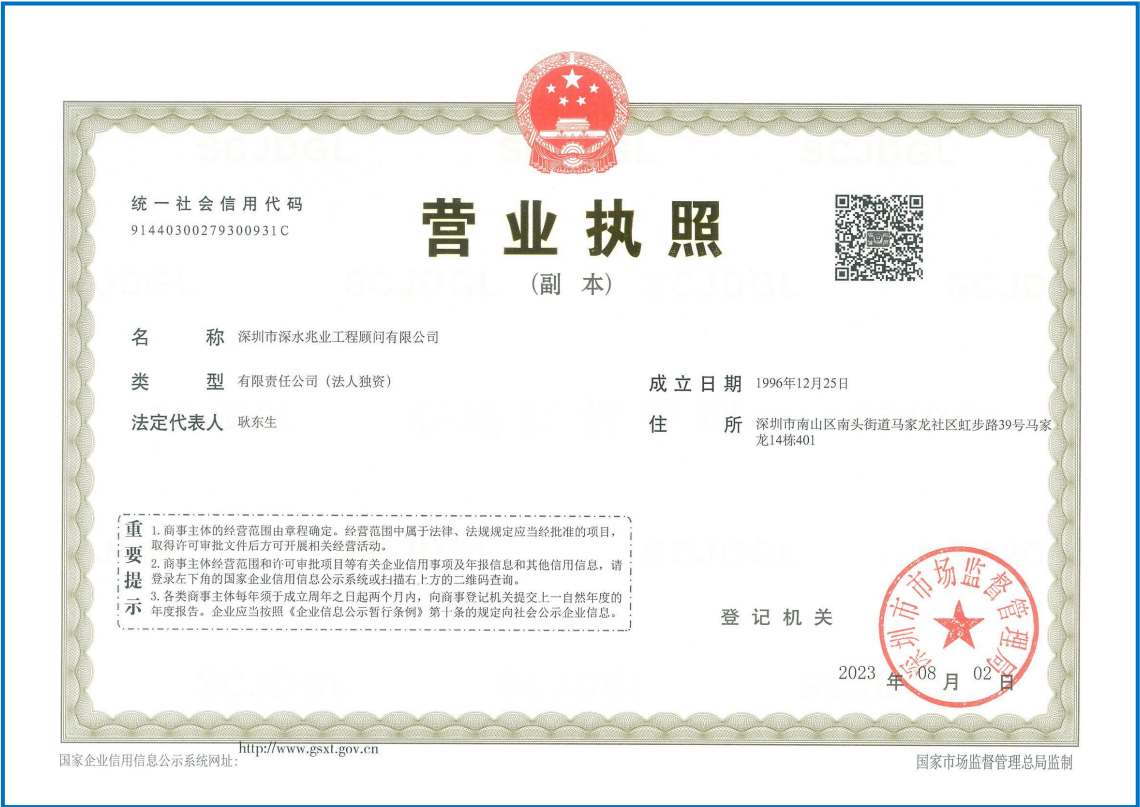 统一社会信用代码
91440300279300931C
营业执照
(副 本)
名 称 深圳市深水兆业工程顾问有限公司
类 型 有限责任公司（法人独资）
法定代表人 耿东生
成立日期 1996年12月25日
住 所 深圳市南山区南头街道马家龙社区虹步路39号马家
龙14栋401
重要提示
1. 商事主体的经营范围由章程确定。经营范围中属于法律、法规规定应当经批准的项目，
取得许可审批文件后方可开展相关经营活动。
2. 商事主体经营范围和许可审批项目等有关企业信用事项及年报信息和其他信用信息，请
登录左下角的国家企业信用信息公示系统或扫描右上方的二维码查询。
3. 各类商事主体每年须于成立周年之日起两个月内，向商事登记机关提交上一自然年度的
年度报告。企业应当按照《企业信息公示暂行条例》第十条的规定向社会公示企业信息。
登记机关
深圳市市场监督管理局
2023 年 08 月 02 日
国家企业信用信息公示系统网址: http://www.gsxt.gov.cn
国家市场监督管理总局监制
SCJDGL